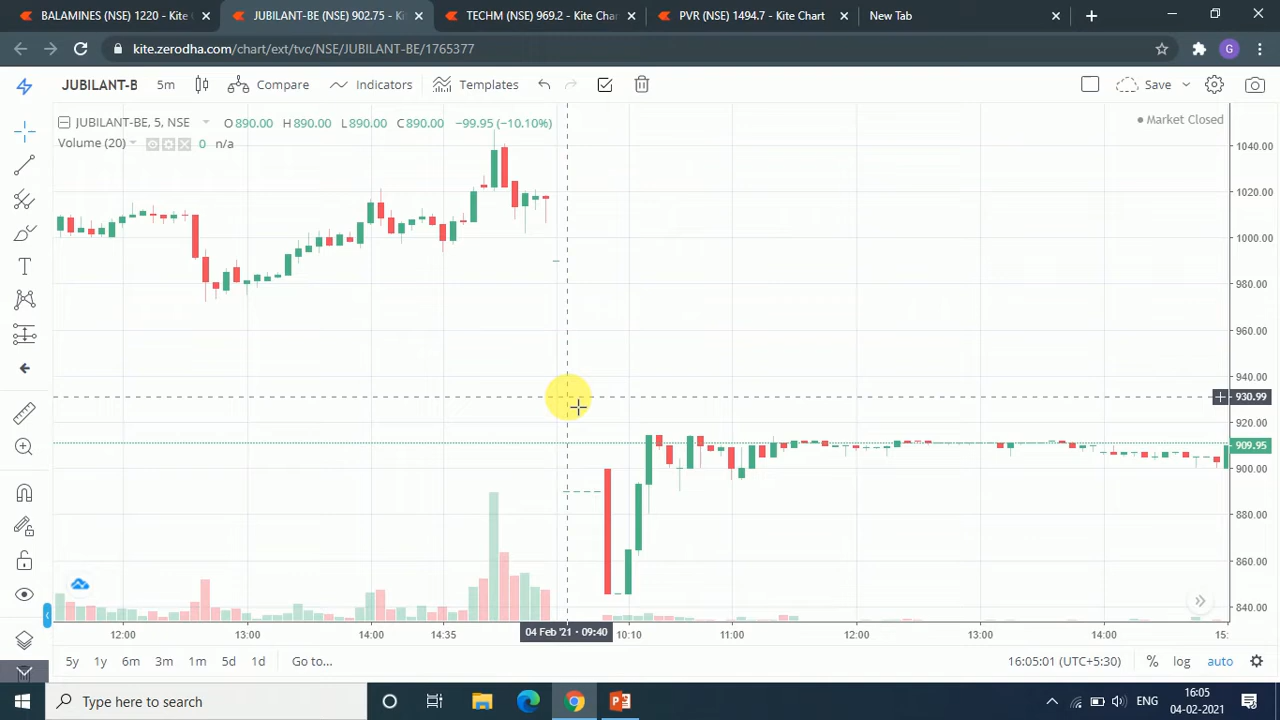 BALAMINES (NSE) 1220 - Kite
JUBILANT-BE (NSE) 902.75 - Ki
TECHM (NSE) 969.2 - Kite Cha
PVR (NSE) 1494.7 - Kite Chart
New Tab
kite.zerodha.com/chart/ext/tvc/NSE/JUBILANT-BE/1765377
G
JUBILANT-B
5m
Compare
Indicators
Templates
Save
JUBILANT-BE, 5, NSE O890.00 H890.00 L890.00 C890.00 −99.95 (−10.10%)
Market Closed
Volume (20) 0 n/a
1040.00
1020.00
1000.00
980.00
960.00
940.00
930.99
920.00
909.95
900.00
880.00
860.00
840.00
12:00 13:00 14:00 14:35 04 Feb '21 · 09:40 10:10 11:00 12:00 13:00 14:00 15:
5y 1y 6m 3m 1m 5d 1d Go to... 16:05:01 (UTC+5:30) % log auto
Type here to search
ENG
16:05
04-02-2021